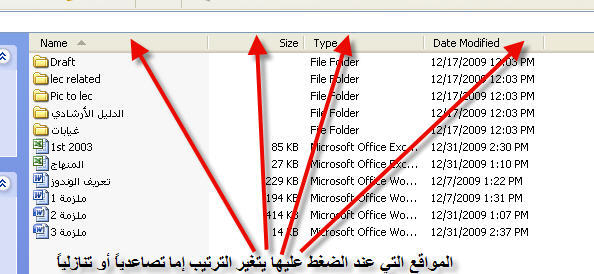 Name Size Type Date Modified
Draft File Folder 12/17/2009 12:03 PM
lec related File Folder 12/17/2009 12:03 PM
Pic to lec File Folder 12/17/2009 12:03 PM
الدليل الأرشادي File Folder 12/17/2009 12:03 PM
غيابات File Folder 12/17/2009 12:03 PM
1st 2003 85 KB Microsoft Office Exc... 12/31/2009 2:30 PM
المنهاج 27 KB Microsoft Office Exc... 12/31/2009 1:10 PM
تعريف الوندوز 229 KB Microsoft Office Wo... 12/7/2009 1:22 PM
ملزمة 1 194 KB Microsoft Office Wo... 12/7/2009 1:31 PM
ملزمة 2 414 KB Microsoft Office Wo... 12/31/2009 1:07 PM
ملزمة 3 14 KB Microsoft Office Wo... 12/31/2009 2:37 PM
المواقع التي عند الضغط عليها يتغير الترتيب إما تصاعدياً أو تنازلياً